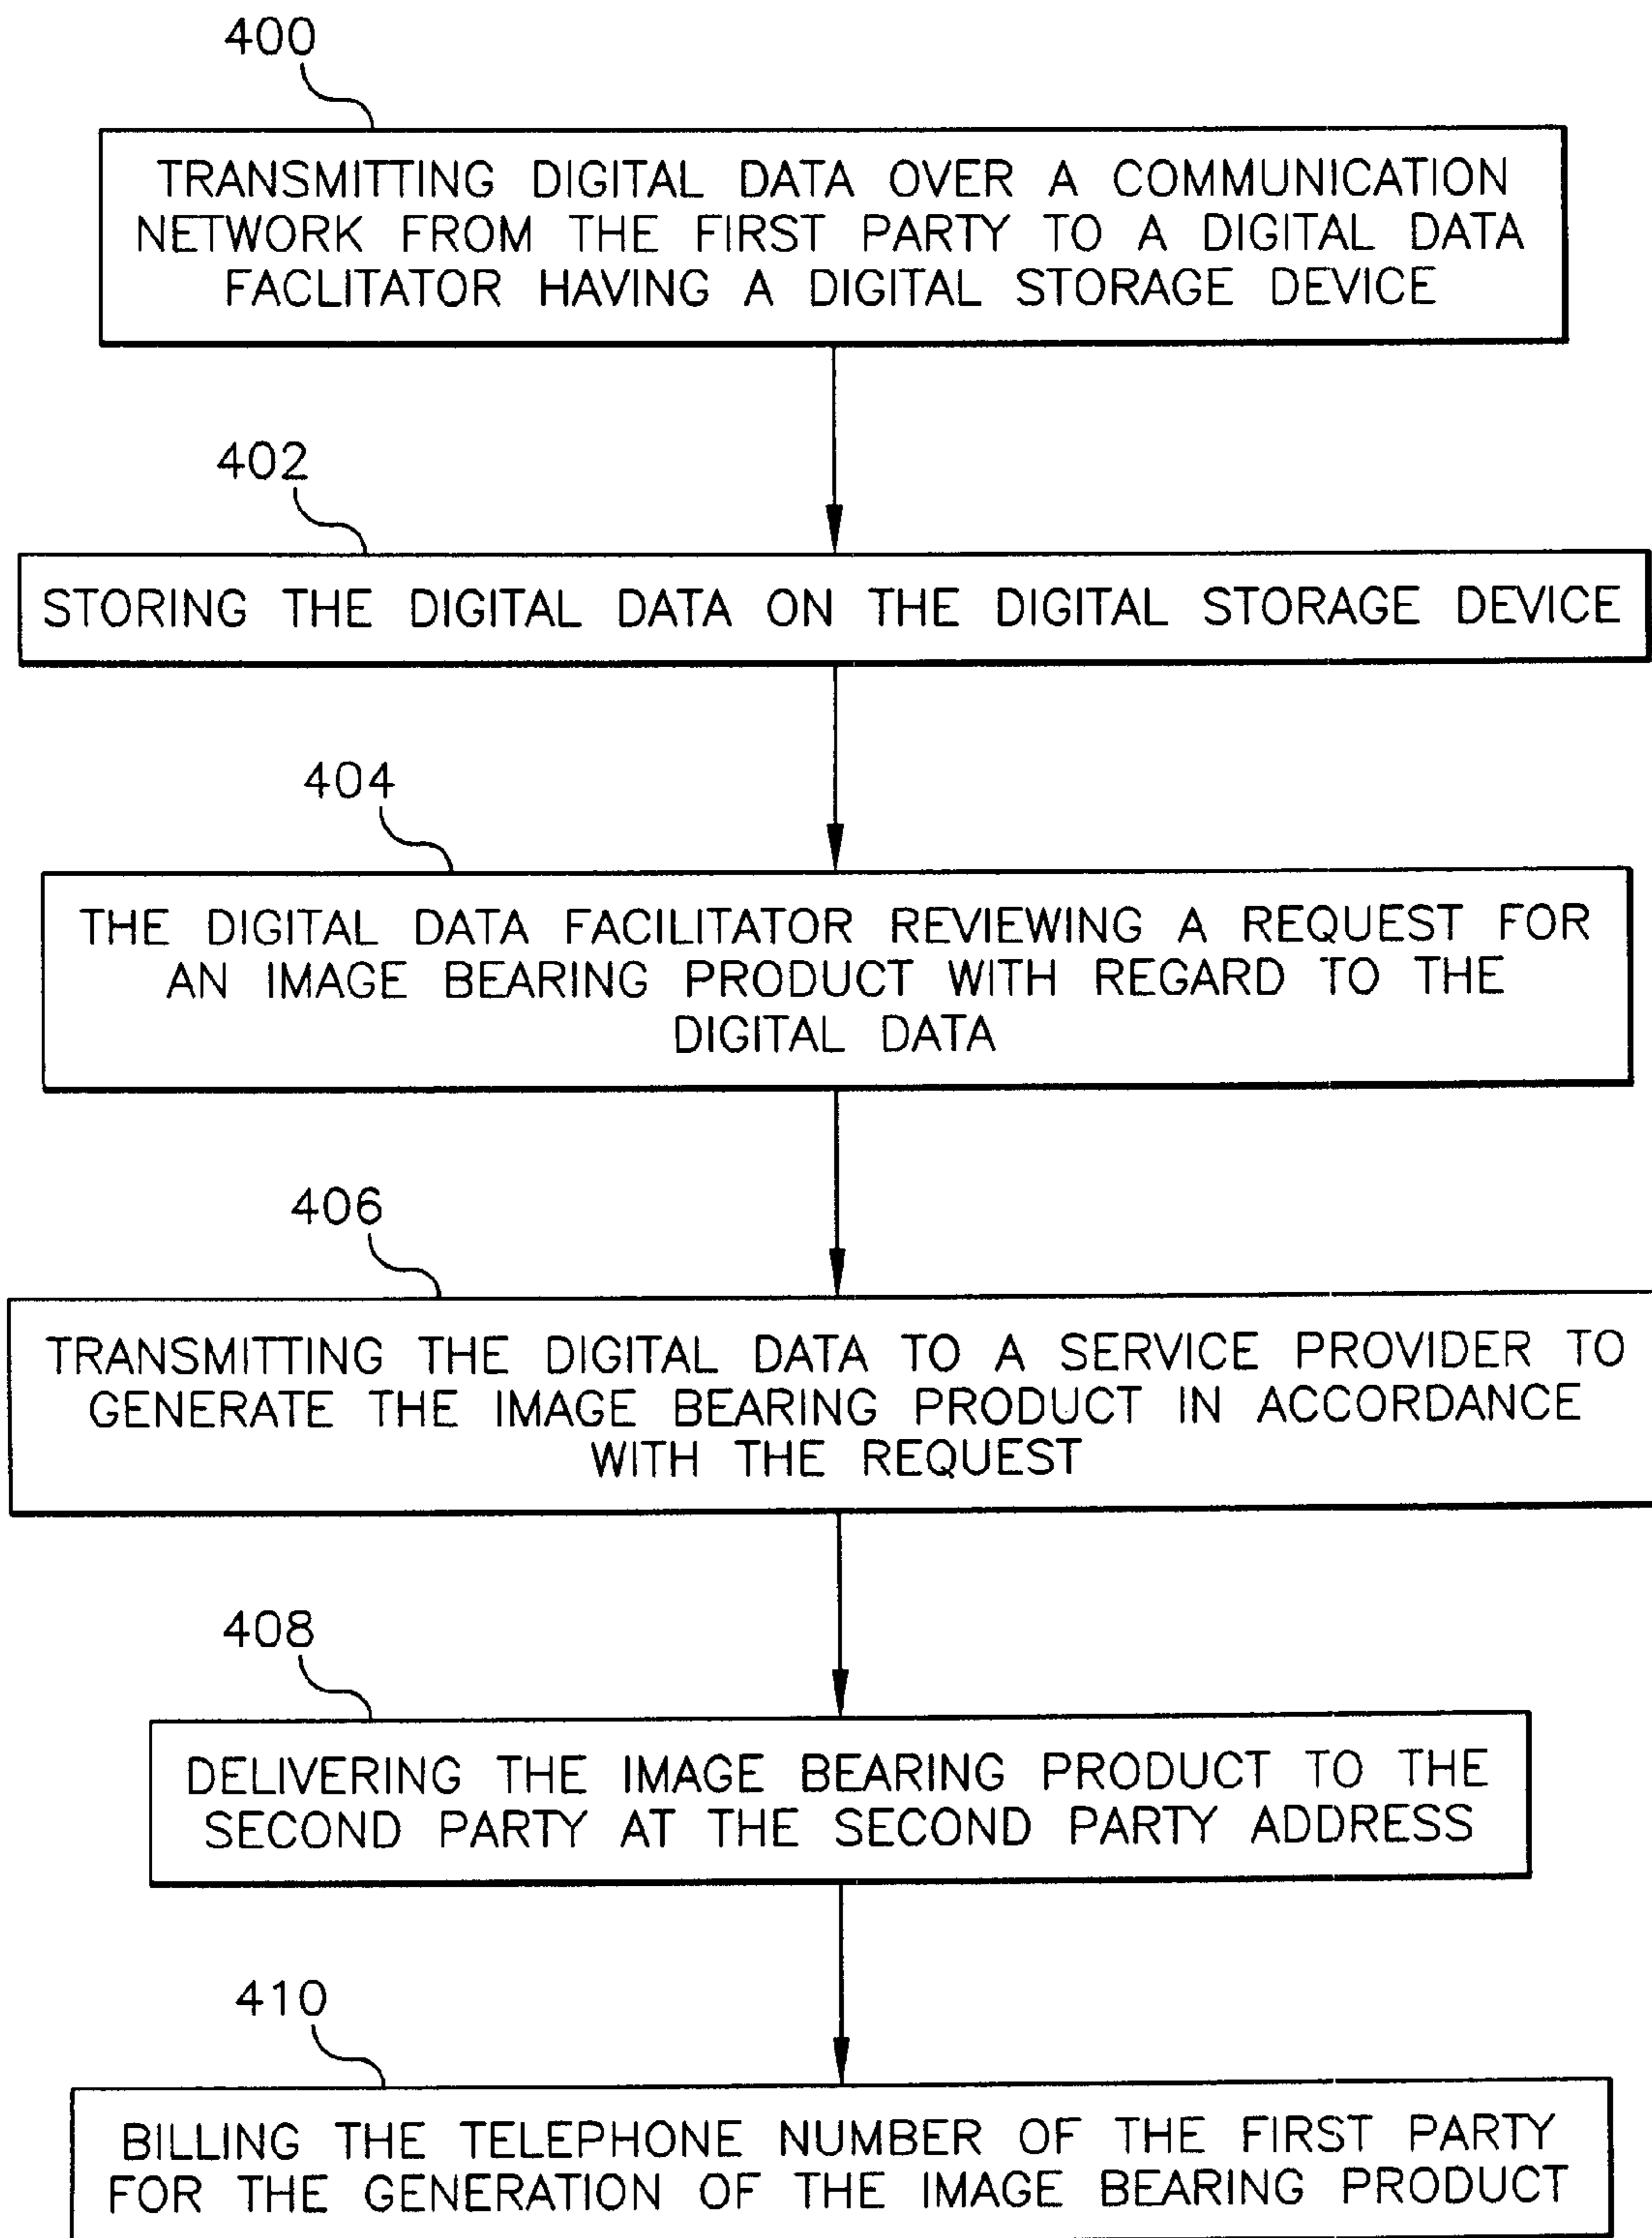 400
TRANSMITTING DIGITAL DATA OVER A COMMUNICATION
NETWORK FROM THE FIRST PARTY TO A DIGITAL DATA
FACLITATOR HAVING A DIGITAL STORAGE DEVICE
402
STORING THE DIGITAL DATA ON THE DIGITAL STORAGE DEVICE
404
THE DIGITAL DATA FACILITATOR REVIEWING A REQUEST FOR
AN IMAGE BEARING PRODUCT WITH REGARD TO THE
DIGITAL DATA
406
TRANSMITTING THE DIGITAL DATA TO A SERVICE PROVIDER TO
GENERATE THE IMAGE BEARING PRODUCT IN ACCORDANCE
WITH THE REQUEST
408
DELIVERING THE IMAGE BEARING PRODUCT TO THE
SECOND PARTY AT THE SECOND PARTY ADDRESS
410
BILLING THE TELEPHONE NUMBER OF THE FIRST PARTY
FOR THE GENERATION OF THE IMAGE BEARING PRODUCT